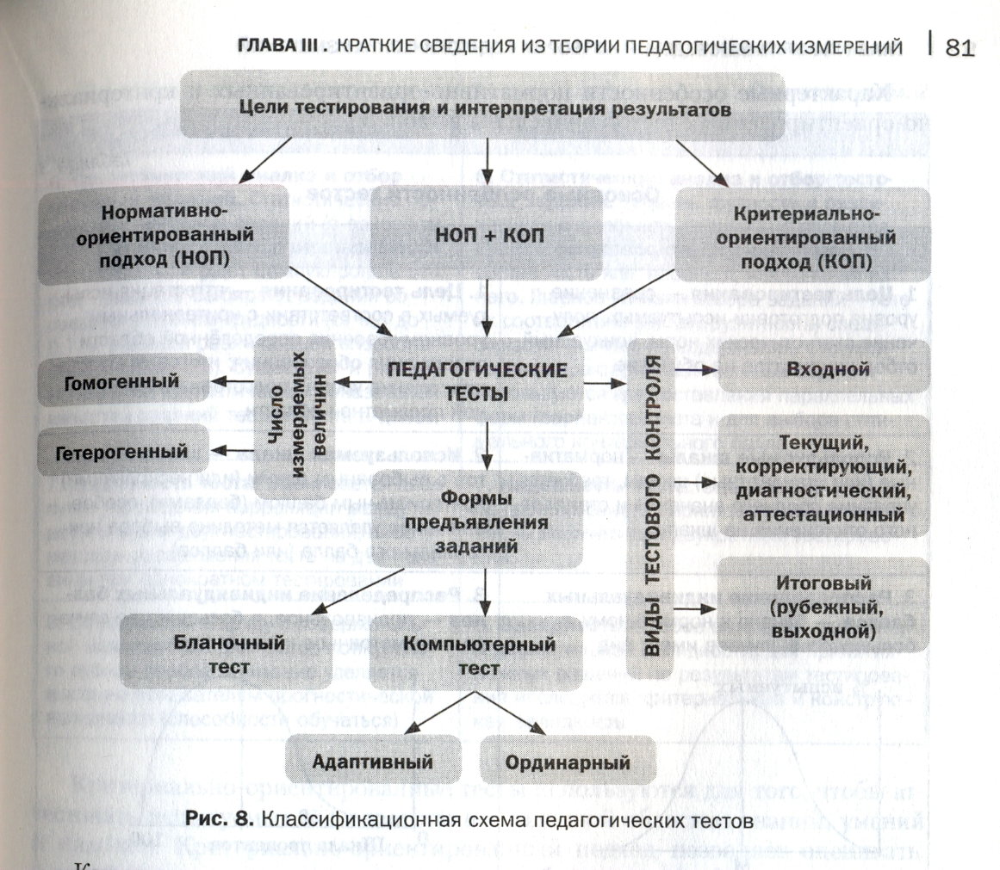 ГЛАВА III. КРАТКИЕ СВЕДЕНИЯ ИЗ ТЕОРИИ ПЕДАГОГИЧЕСКИХ ИЗМЕРЕНИЙ | 81
Цели тестирования и интерпретация результатов
Нормативно-
ориентированный
подход (НОП)
НОП + КОП
Критериально-
ориентированный
подход (КОП)
ПЕДАГОГИЧЕСКИЕ
ТЕСТЫ
Число
измеряемых
величин
Гомогенный
Гетерогенный
ВИДЫ ТЕСТОВОГО КОНТРОЛЯ
Входной
Текущий,
корректирующий,
диагностический,
аттестационный
Итоговый
(рубежный,
выходной)
Формы
предъявления
заданий
Бланочный
тест
Компьютерный
тест
Адаптивный
Ординарный
Рис. 8. Классификационная схема педагогических тестов